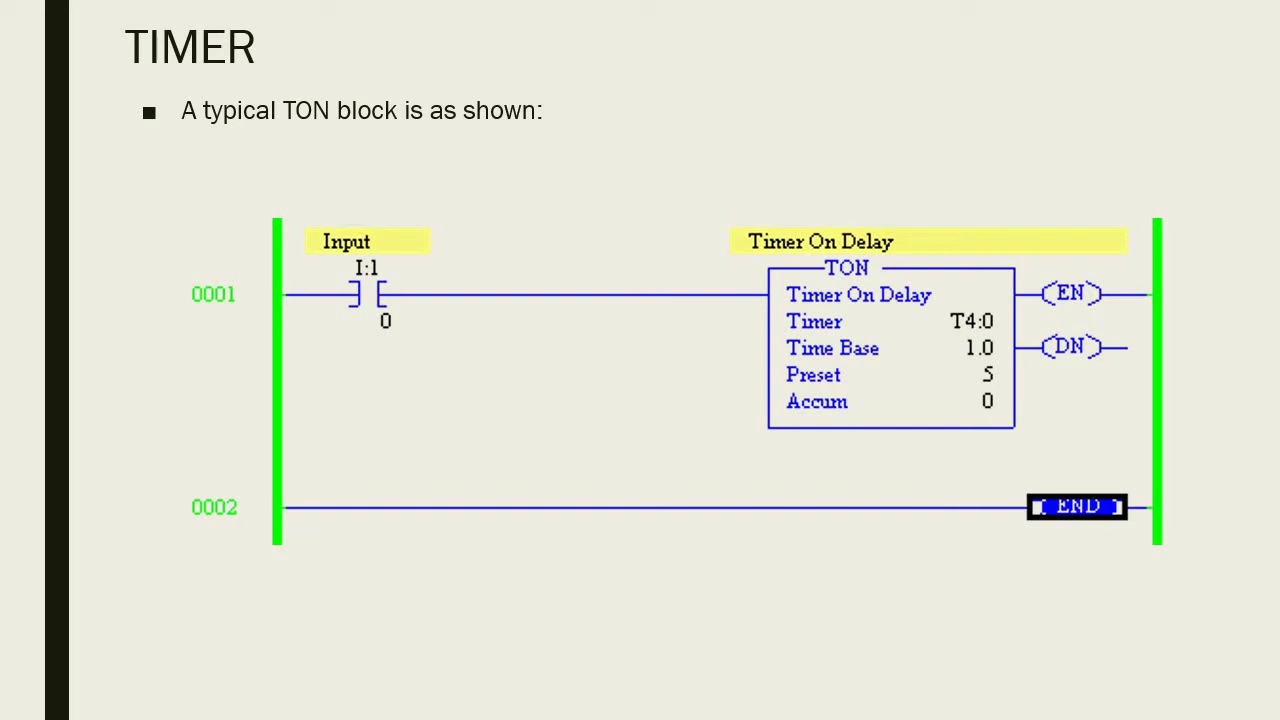 TIMER
■ A typical TON block is as shown:
Input
Timer On Delay
I:1
TON
0001
Timer On Delay
EN
0
Timer T4:0
Time Base 1.0
DN
Preset 5
Accum 0
0002
END